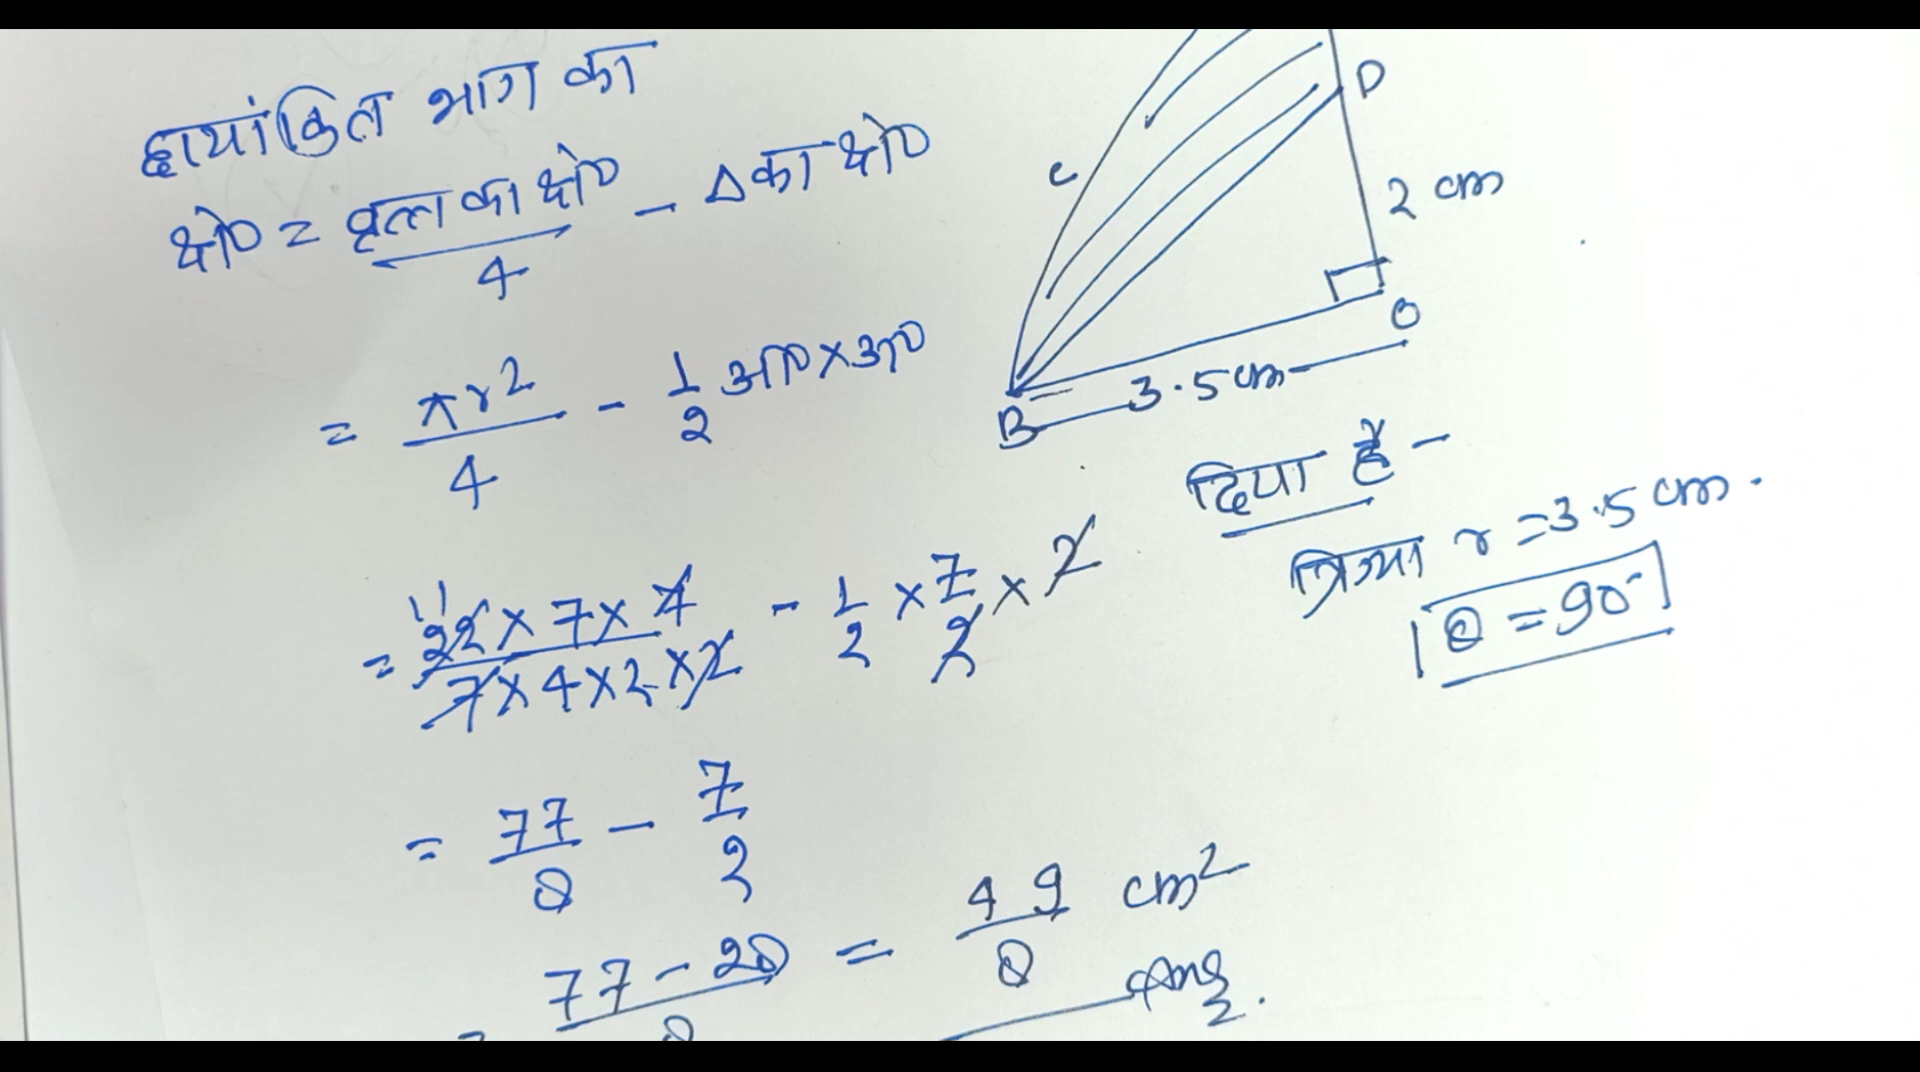 छायांकित भाग का
क्षे० = वृत्त का क्षे०/4 - Δ का क्षे०
= πr2/4 - 1/2 आ० × अ०
= 11 22 × 7 × 7/7 × 4 × 2 × 2 - 1/2 × 7/2 × 2
= 77/8 - 7/2
= 77 - 28/8 = 49/8 cm²
Ans.
D
C
2 cm
O
3.5 cm
B
दिया है -
त्रिज्या r = 3.5 cm.
θ = 90°